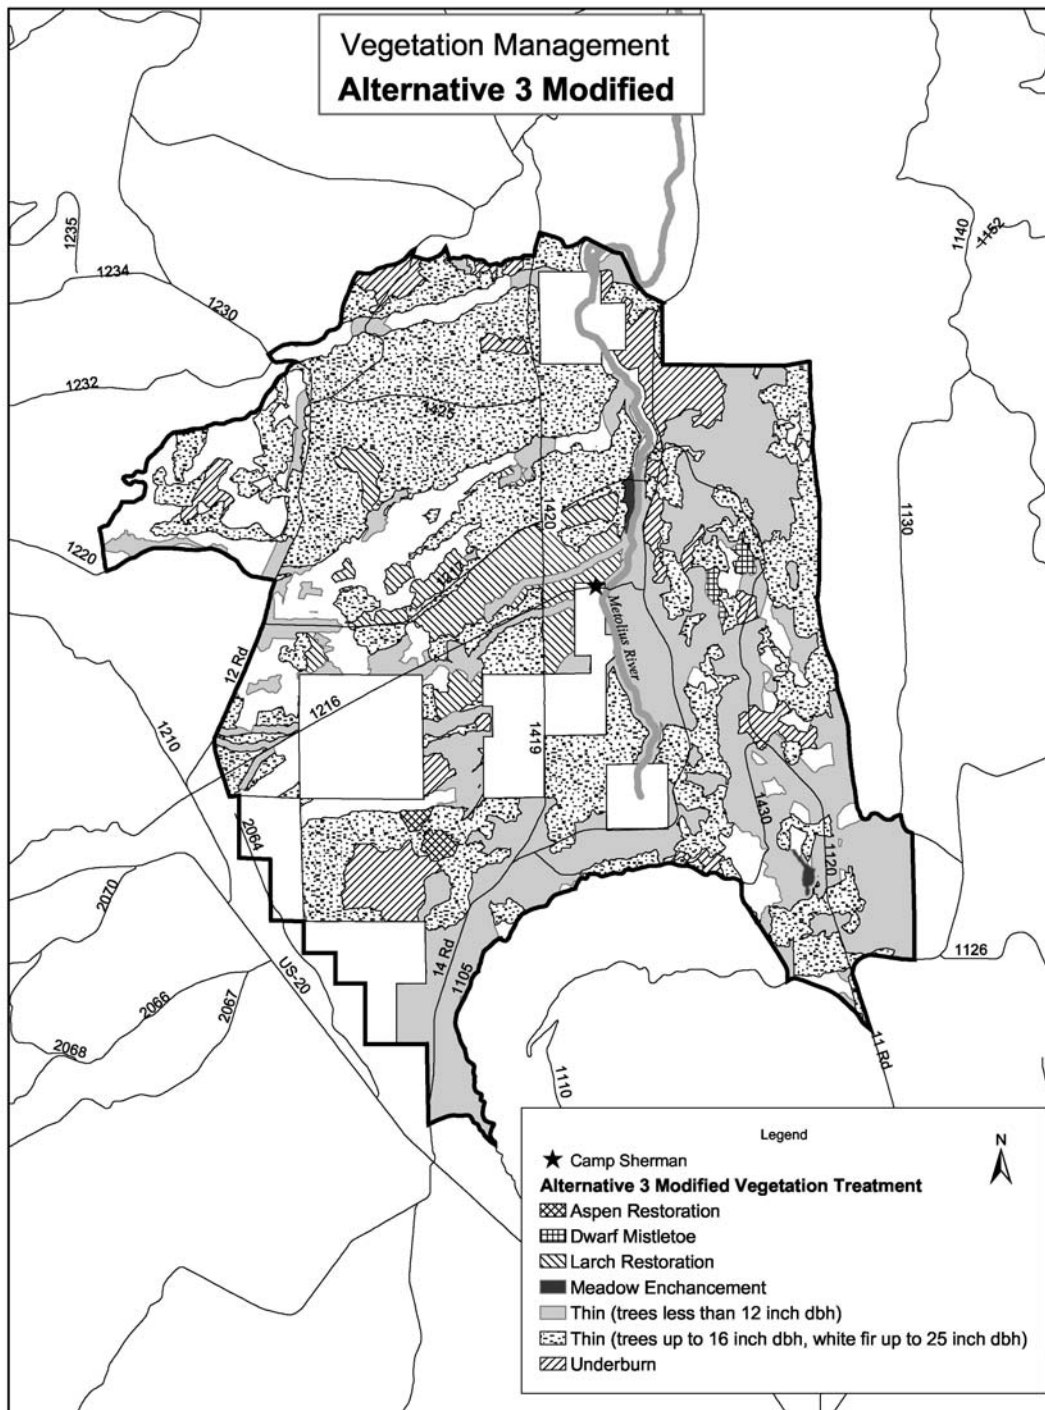 Vegetation Management
Alternative 3 Modified
1235
1234
1230
1232
1140
1152
1425
1130
1220
1420
1217
Metolius River
12 Rd
1216
1210
1419
1430
1120
2064
2070
14 Rd
1105
1126
US-20
2066
2067
2068
11 Rd
1110
Legend
N
Camp Sherman
Alternative 3 Modified Vegetation Treatment
Aspen Restoration
Dwarf Mistletoe
Larch Restoration
Meadow Enchancement
Thin (trees less than 12 inch dbh)
Thin (trees up to 16 inch dbh, white fir up to 25 inch dbh)
Underburn